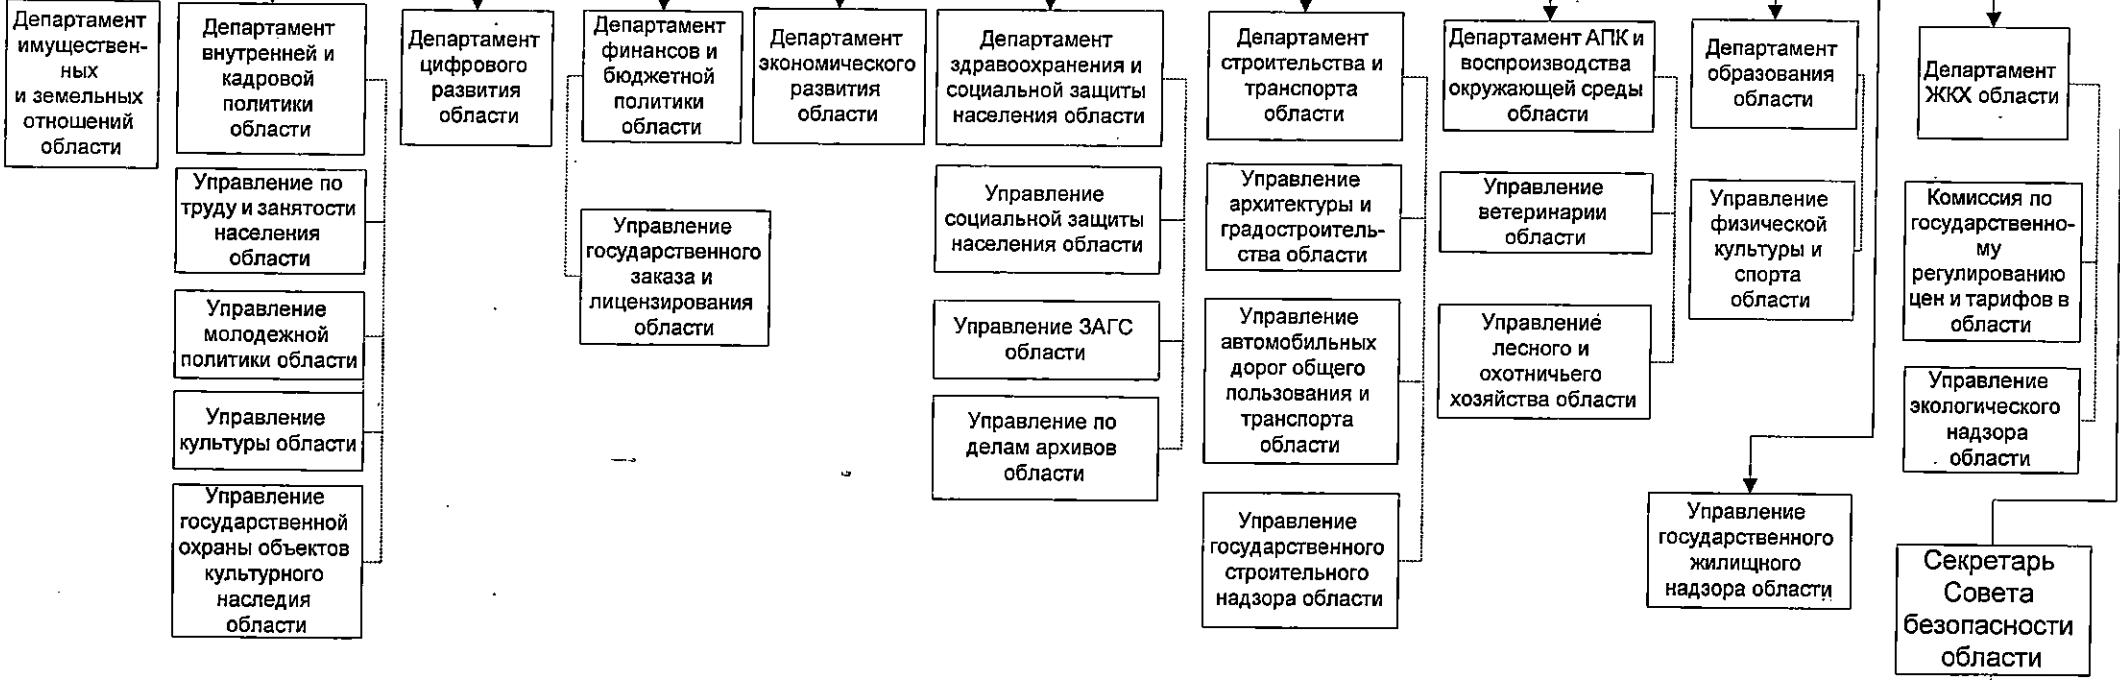 Департамент
имуществен-
ных
и земельных
отношений
области
Департамент
внутренней и
кадровой
политики
области
Управление по
труду и занятости
населения
области
Управление
молодежной
политики области
Управление
культуры области
Управление
государственной
охраны объектов
культурного
наследия
области
Департамент
цифрового
развития
области
Департамент
финансов и
бюджетной
политики
области
Управление
государственного
заказа и
лицензирования
области
Департамент
экономического
развития
области
Департамент
здравоохранения и
социальной защиты
населения области
Управление
социальной защиты
населения области
Управление ЗАГС
области
Управление по
делам архивов
области
Департамент
строительства и
транспорта
области
Управление
архитектуры и
градостроитель-
ства области
Управление
автомобильных
дорог общего
пользования и
транспорта
области
Управление
государственного
строительного
надзора области
Департамент АПК и
воспроизводства
окружающей среды
области
Управление
ветеринарии
области
Управление
лесного и
охотничьего
хозяйства области
Департамент
образования
области
Управление
физической
культуры и
спорта
области
Управление
государственного
жилищного
надзора области
Департамент
ЖКХ области
Комиссия по
государственно-
му
регулированию
цен и тарифов в
области
Управление
экологического
надзора
области
Секретарь
Совета
безопасности
области